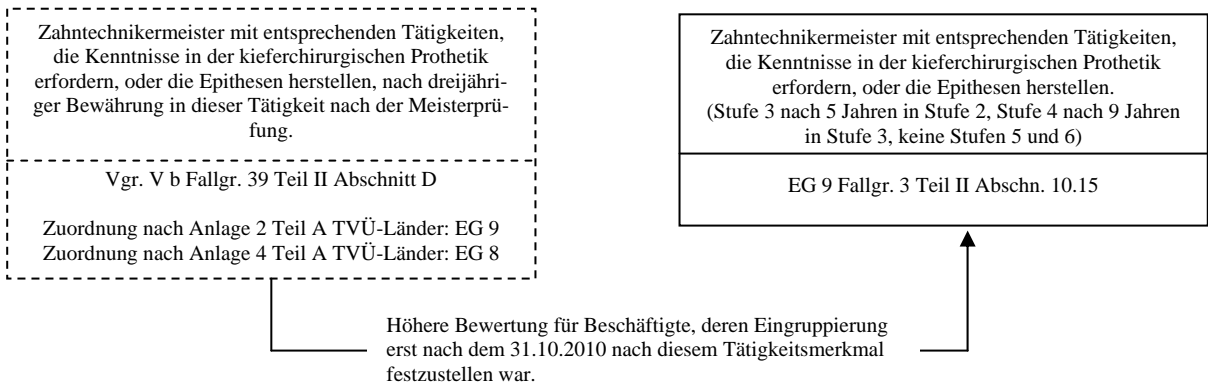 Zahntechnikermeister mit entsprechenden Tätigkeiten,
die Kenntnisse in der kieferchirurgischen Prothetik
erfordern, oder die Epithesen herstellen, nach dreijähri-
ger Bewährung in dieser Tätigkeit nach der Meisterprü-
fung.
Vgr. V b Fallgr. 39 Teil II Abschnitt D
Zuordnung nach Anlage 2 Teil A TVÜ-Länder: EG 9
Zuordnung nach Anlage 4 Teil A TVÜ-Länder: EG 8
Zahntechnikermeister mit entsprechenden Tätigkeiten,
die Kenntnisse in der kieferchirurgischen Prothetik
erfordern, oder die Epithesen herstellen.
(Stufe 3 nach 5 Jahren in Stufe 2, Stufe 4 nach 9 Jahren
in Stufe 3, keine Stufen 5 und 6)
EG 9 Fallgr. 3 Teil II Abschn. 10.15
Höhere Bewertung für Beschäftigte, deren Eingruppierung
erst nach dem 31.10.2010 nach diesem Tätigkeitsmerkmal
festzustellen war.